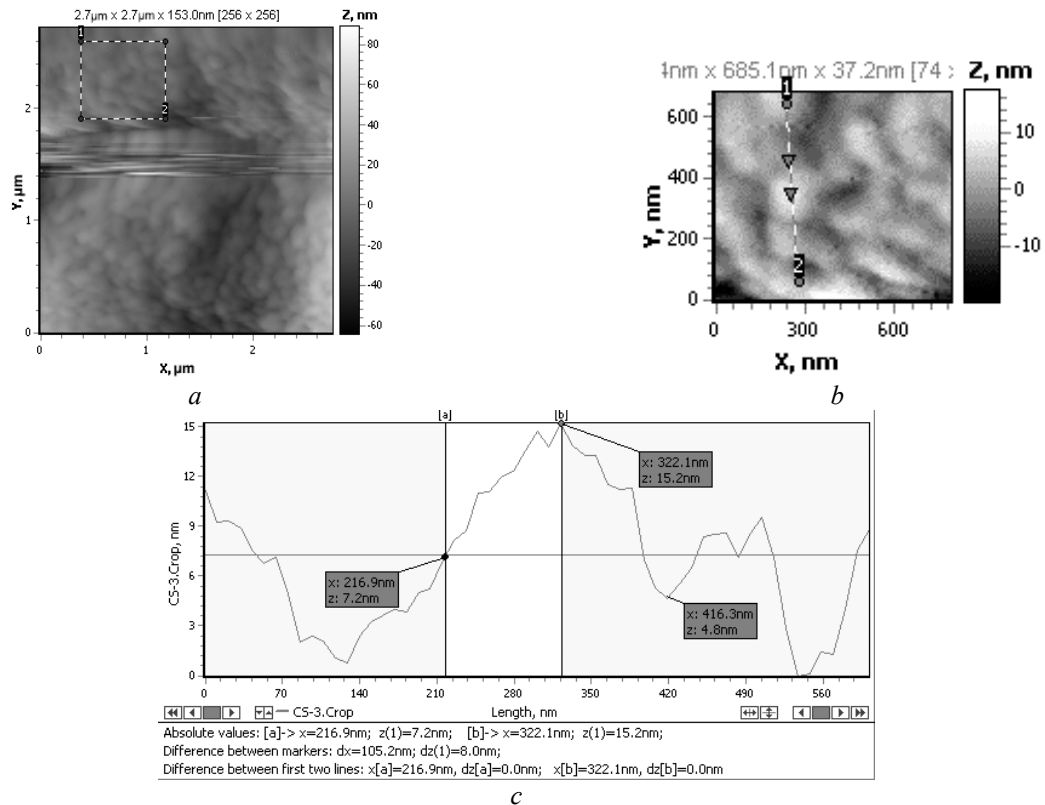 2.7µm x 2.7µm x 153.0nm [256 x 256]
Z, nm
1
2
80
60
40
20
0
-20
-40
-60
2
1
0
Y, µm
0
1
2
X, µm
a
nm x 685.1nm x 37.2nm [74
Z, nm
1
2
10
0
-10
600
400
200
0
Y, nm
0
300
600
X, nm
b
[a]
[b]
15
12
9
6
3
0
CS-3.Crop, nm
x: 322.1nm
z: 15.2nm
x: 216.9nm
z: 7.2nm
x: 416.3nm
z: 4.8nm
0
70
140
210
280
350
420
490
560
CS-3.Crop
Length, nm
Absolute values: [a]-> x=216.9nm; z(1)=7.2nm; [b]-> x=322.1nm; z(1)=15.2nm;
Difference between markers: dx=105.2nm; dz(1)=8.0nm;
Difference between first two lines: x[a]=216.9nm, dz[a]=0.0nm; x[b]=322.1nm, dz[b]=0.0nm
c